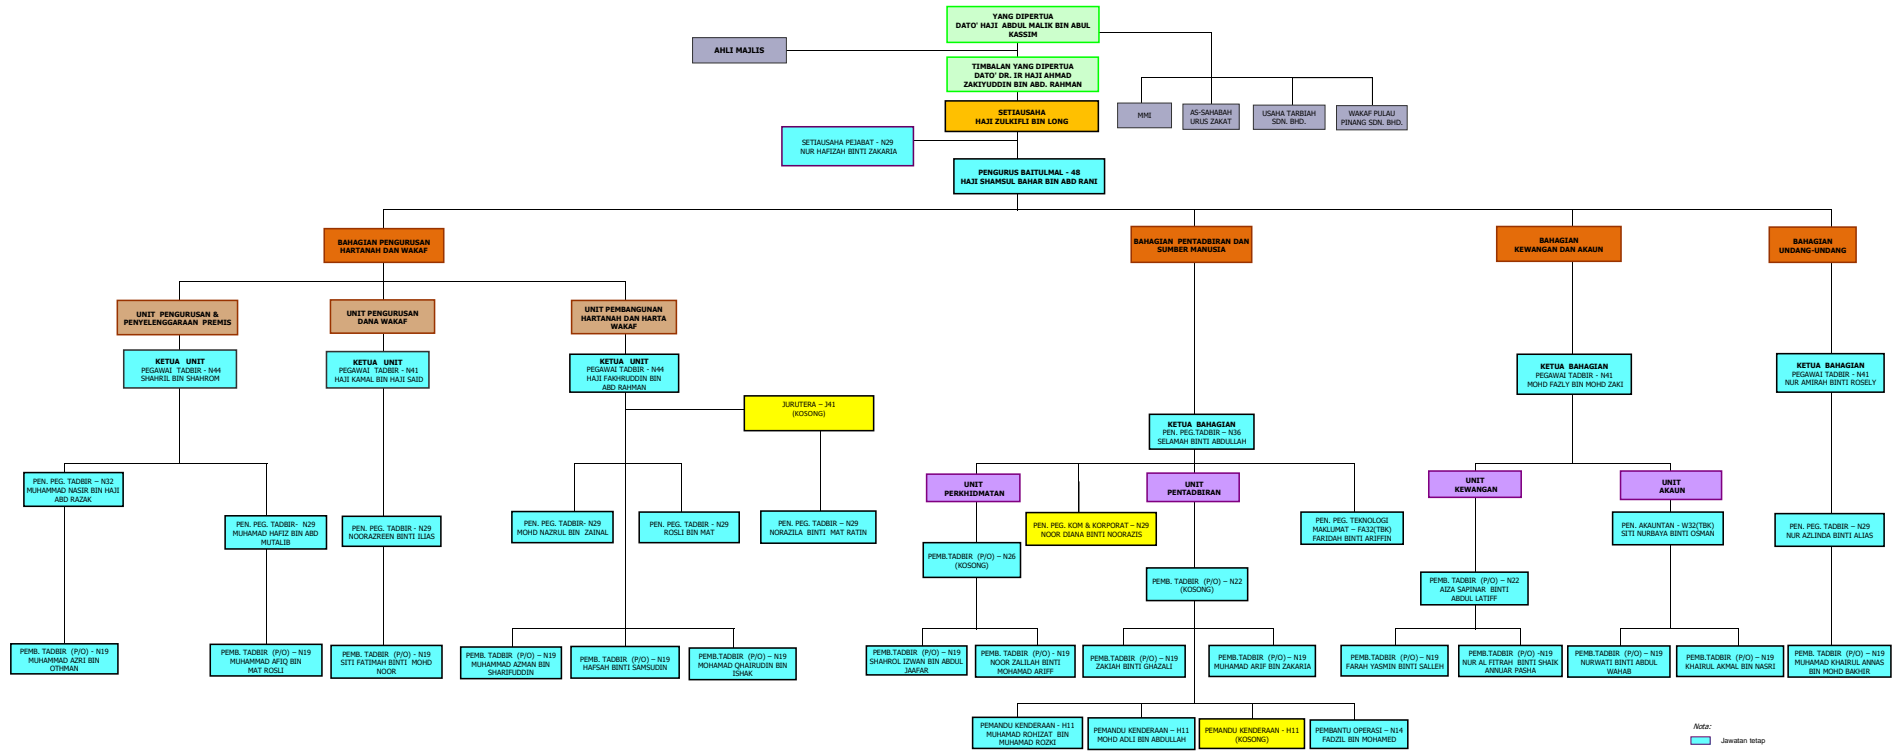 YANG DIPERTUA
DATO' HAJI ABDUL MALIK BIN ABUL
KASSIM
AHLI MAJLIS
TIMBALAN YANG DIPERTUA
DATO' DR. IR HAJI AHMAD
ZAKIYUDDIN BIN ABD. RAHMAN
SETIAUSAHA
HAJI ZULKIFLI BIN LONG
MMI
AS-SAHABAH
URUS ZAKAT
USAHA TARBIAH
SDN. BHD.
WAKAF PULAU
PINANG SDN. BHD.
SETIAUSAHA PEJABAT - N29
NUR HAFIZAH BINTI ZAKARIA
PENGURUS BAITULMAL - 48
HAJI SHAMSUL BAHAR BIN ABD RANI
BAHAGIAN PENGURUSAN
HARTANAH DAN WAKAF
BAHAGIAN PENTADBIRAN DAN
SUMBER MANUSIA
BAHAGIAN
KEWANGAN DAN AKAUN
BAHAGIAN
UNDANG-UNDANG
UNIT PENGURUSAN &
PENYELENGGARAAN PREMIS
UNIT PENGURUSAN
DANA WAKAF
UNIT PEMBANGUNAN
HARTANAH DAN HARTA
WAKAF
KETUA UNIT
PEGAWAI TADBIR - N44
SHAHRIL BIN SHAHROM
KETUA UNIT
PEGAWAI TADBIR - N41
HAJI KAMAL BIN HAJI SAID
KETUA UNIT
PEGAWAI TADBIR - N44
HAJI FAKHRUDDIN BIN
ABD RAHMAN
KETUA BAHAGIAN
PEGAWAI TADBIR - N41
MOHD FAZLY BIN MOHD ZAKI
KETUA BAHAGIAN
PEGAWAI TADBIR - N41
NUR AMIRAH BINTI ROSELY
JURUTERA – J41
(KOSONG)
KETUA BAHAGIAN
PEN. PEG.TADBIR – N36
SELAMAH BINTI ABDULLAH
PEN. PEG. TADBIR – N32
MUHAMMAD NASIR BIN HAJI
ABD RAZAK
UNIT
PERKHIDMATAN
UNIT
PENTADBIRAN
UNIT
KEWANGAN
UNIT
AKAUN
PEN. PEG. TADBIR- N29
MUHAMAD HAFIZ BIN ABD
MUTALIB
PEN. PEG. TADBIR - N29
NOORAZREEN BINTI ILIAS
PEN. PEG. TADBIR- N29
MOHD NAZRUL BIN ZAINAL
PEN. PEG. TADBIR - N29
ROSLI BIN MAT
PEN. PEG. TADBIR – N29
NORAZILA BINTI MAT RATIN
PEN. PEG. KOM & KORPORAT – N29
NOOR DIANA BINTI NOORAZIS
PEN. PEG. TEKNOLOGI
MAKLUMAT – FA32(TBK)
FARIDAH BINTI ARIFFIN
PEN. AKAUNTAN - W32(TBK)
SITI NURBAYA BINTI OSMAN
PEN. PEG. TADBIR – N29
NUR AZLINDA BINTI ALIAS
PEMB.TADBIR (P/O) – N26
(KOSONG)
PEMB. TADBIR (P/O) – N22
(KOSONG)
PEMB. TADBIR (P/O) – N22
AIZA SAPINAR BINTI
ABDUL LATIFF
PEMB. TADBIR (P/O) - N19
MUHAMMAD AZRI BIN
OTHMAN
PEMB. TADBIR (P/O) – N19
MUHAMMAD AFIQ BIN
MAT ROSLI
PEMB. TADBIR (P/O) - N19
SITI FATIMAH BINTI MOHD
NOOR
PEMB. TADBIR (P/O) – N19
MUHAMMAD AZMAN BIN
SHARIFUDDIN
PEMB. TADBIR (P/O) – N19
HAFSAH BINTI SAMSUDIN
PEMB.TADBIR (P/O) – N19
MOHAMAD QHAIRUDIN BIN
ISHAK
PEMB.TADBIR (P/O) – N19
SHAHROL IZWAN BIN ABDUL
JAAFAR
PEMB. TADBIR (P/O) - N19
NOOR ZALILAH BINTI
MOHAMAD ARIFF
PEMB.TADBIR (P/O) – N19
ZAKIAH BINTI GHAZALI
PEMB. TADBIR (P/O) – N19
MUHAMAD ARIF BIN ZAKARIA
PEMB. TADBIR (P/O) – N19
FARAH YASMIN BINTI SALLEH
PEMB.TADBIR (P/O) -N19
NUR AL FITRAH BINTI SHAIK
ANNUAR PASHA
PEMB.TADBIR (P/O) – N19
NURWATI BINTI ABDUL
WAHAB
PEMB.TADBIR (P/O) – N19
KHAIRUL AKMAL BIN NASRI
PEMB. TADBIR (P/O) – N19
MUHAMAD KHAIRUL ANNAS
BIN MOHD BAKHIR
PEMANDU KENDERAAN - H11
MUHAMAD ROHIZAT BIN
MUHAMAD ROZKI
PEMANDU KENDERAAN – H11
MOHD ADLI BIN ABDULLAH
PEMANDU KENDERAAN - H11
(KOSONG)
PEMBANTU OPERASI – N14
FADZIL BIN MOHAMED
Nota:
Jawatan tetap